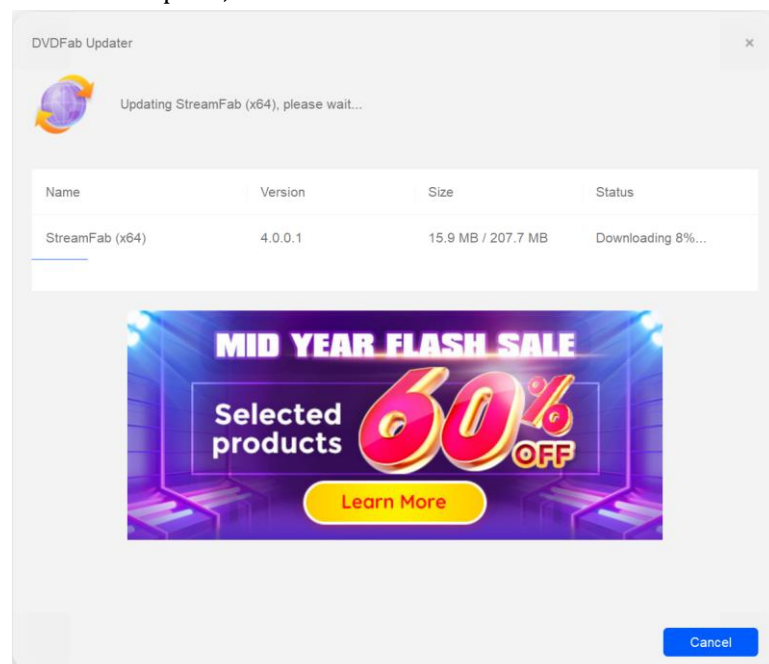 DVDFab Updater
Updating StreamFab (x64), please wait...
Name Version Size Status
StreamFab (x64) 4.0.0.1 15.9 MB / 207.7 MB Downloading 8%...
MID YEAR FLASH SALE
Selected
products
60% OFF
Learn More
Cancel